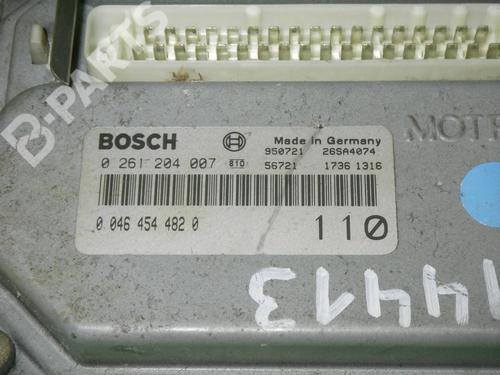 B-PARTS
BOSCH
Made in Germany
0 261 204 007 810
950721 26SA4074
56721 1736 1316
0 046 454 482 0
110
4413